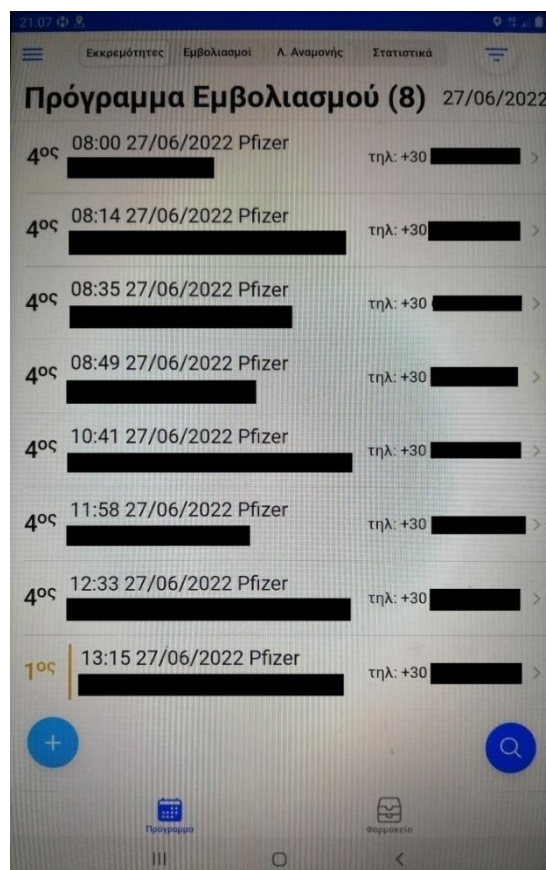 21:07
Εκκρεμότητες Εμβολιασμοί Λ. Αναμονής Στατιστικά
Πρόγραμμα Εμβολιασμού (8) 27/06/2022
08:00 27/06/2022 Pfizer
4ος τηλ: +30
08:14 27/06/2022 Pfizer
4ος τηλ: +30
08:35 27/06/2022 Pfizer
4ος τηλ: +30
08:49 27/06/2022 Pfizer
4ος τηλ: +30
10:41 27/06/2022 Pfizer
4ος τηλ: +30
11:58 27/06/2022 Pfizer
4ος τηλ: +30
12:33 27/06/2022 Pfizer
4ος τηλ: +30
13:15 27/06/2022 Pfizer
1ος τηλ: +30
Πρόγραμμα Φαρμακείο